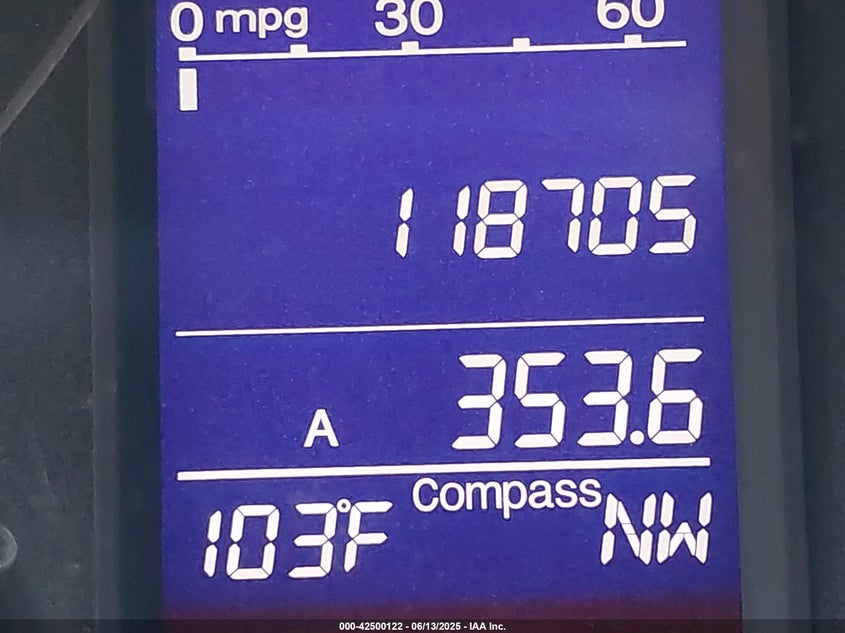 0 mpg 30 60
118705
A 353.6
Compass
103°F NW
000-42500122 - 06/13/2025 - IAA Inc.